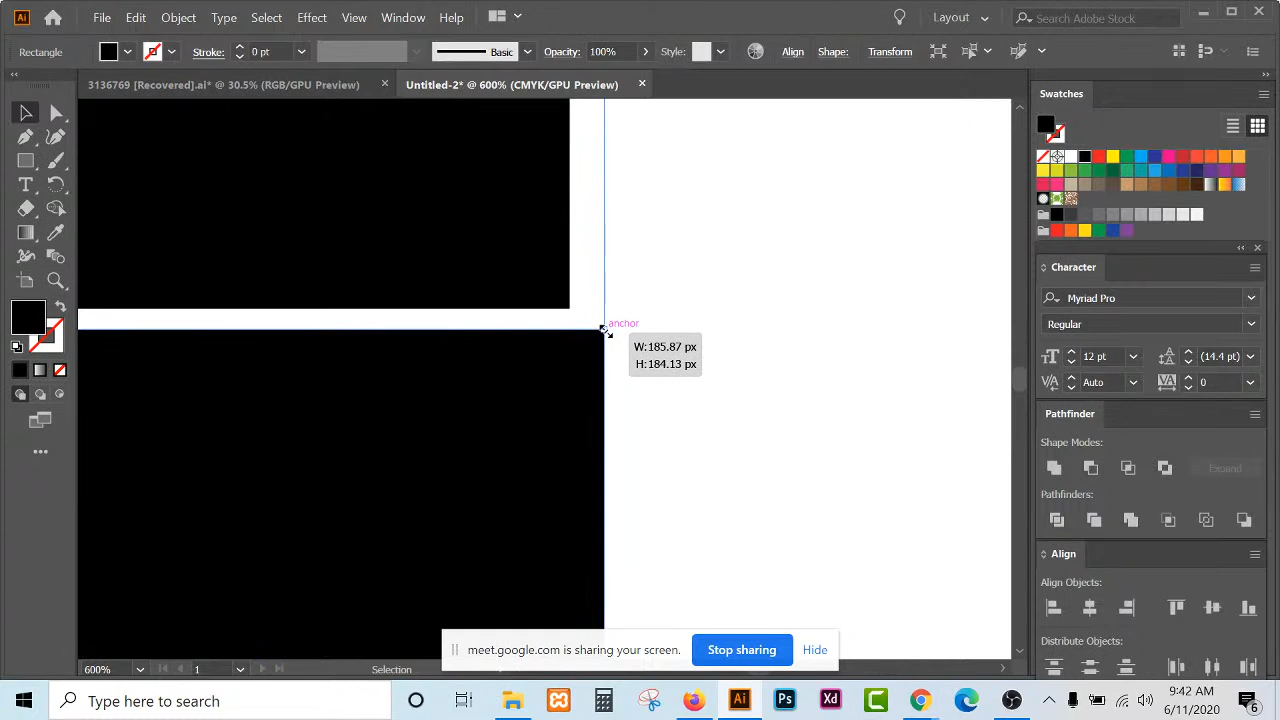 Ai File Edit Object Type Select Effect View Window Help Layout Search Adobe Stock
Rectangle Stroke: 0 pt Basic Opacity: 100% Style: Align Shape: Transform
3136769 [Recovered].ai* @ 30.5% (RGB/GPU Preview) Untitled-2* @ 600% (CMYK/GPU Preview)
Swatches
Character
Myriad Pro
Regular
12 pt (14.4 pt)
Auto 0
anchor
W:185.87 px
H:184.13 px
Pathfinder
Shape Modes:
Expand
Pathfinders:
Align
Align Objects:
Distribute Objects:
meet.google.com is sharing your screen. Stop sharing Hide
600% 1 Selection
Type here to search
Ai Ps Xd
9:42 AM
6/11/2020
6